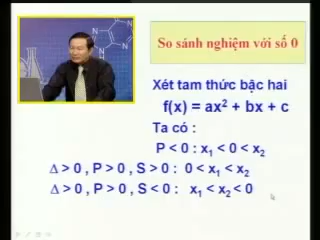 So sánh nghiệm với số 0
Xét tam thức bậc hai
f(x) = ax² + bx + c
Ta có :
P < 0 : x₁ < 0 < x₂
Δ > 0 , P > 0 , S > 0 : 0 < x₁ < x₂
Δ > 0 , P > 0 , S < 0 : x₁ < x₂ < 0